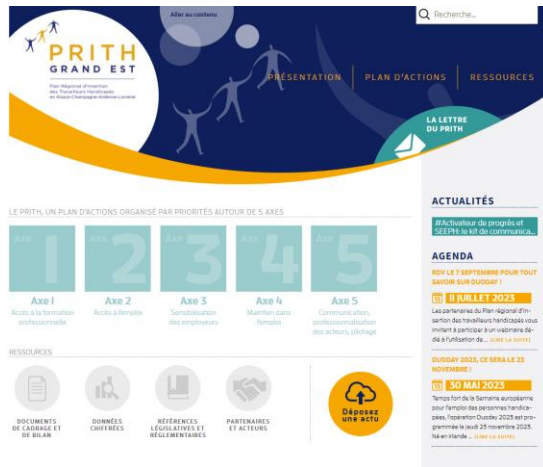 Aller au contenu
Recherche...
PRITH
GRAND EST
Plan Régional d'Insertion
des Travailleurs Handicapés
en Alsace-Champagne-Ardenne-Lorraine
PRÉSENTATION
PLAN D'ACTIONS
RESSOURCES
LA LETTRE
DU PRITH
LE PRITH, UN PLAN D'ACTIONS ORGANISÉ PAR PRIORITÉS AUTOUR DE 5 AXES
Axe 1
Axe 2
Axe 3
Axe 4
Axe 5
Axe 1
Accès à la formation
professionnelle
Axe 2
Accès à l'emploi
Axe 3
Sensibilisation
des employeurs
Axe 4
Maintien dans
l'emploi
Axe 5
Communication,
professionnalisation
des acteurs, pilotage
RESSOURCES
DOCUMENTS
DE CADRAGE ET
DE BILAN
DONNÉES
CHIFFRÉES
RÉFÉRENCES
LÉGISLATIVES ET
RÉGLEMENTAIRES
PARTENAIRES
ET ACTEURS
Déposez
une actu
ACTUALITÉS
#Activateur de progrès et
SEEPH: le kit de communica...
AGENDA
RDV LE 7 SEPTEMBRE POUR TOUT
SAVOIR SUR DUODAY !
11 JUILLET 2023
Les partenaires du Plan régional d'in-
sertion des travailleurs handicapés vous
invitent à participer à un webinaire dé-
dié à l'utilisation de ... (LIRE LA SUITE)
DUODAY 2023, CE SERA LE 23
NOVEMBRE !
30 MAI 2023
Temps fort de la Semaine européenne
pour l'emploi des personnes handica-
pées, l'opération Duoday 2023 est pro-
grammée le jeudi 23 novembre 2023.
Né en Irlande ... (LIRE LA SUITE)